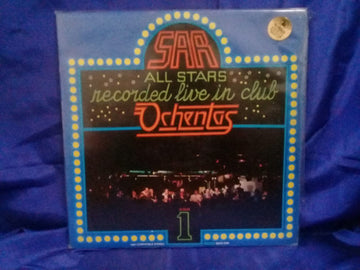 SAR
ALL STARS
recorded live in club
Ochentas
1